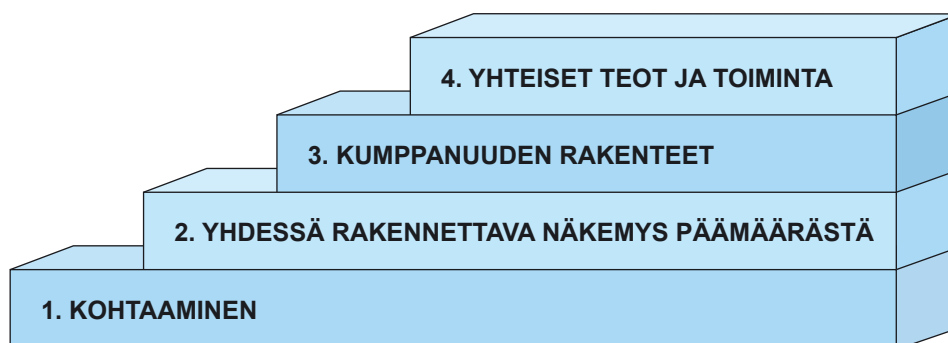 4. YHTEISET TEOT JA TOIMINTA
3. KUMPPANUUDEN RAKENTEET
2. YHDESSÄ RAKENNETTAVA NÄKEMYS PÄÄMÄÄRÄSTÄ
1. KOHTAAMINEN